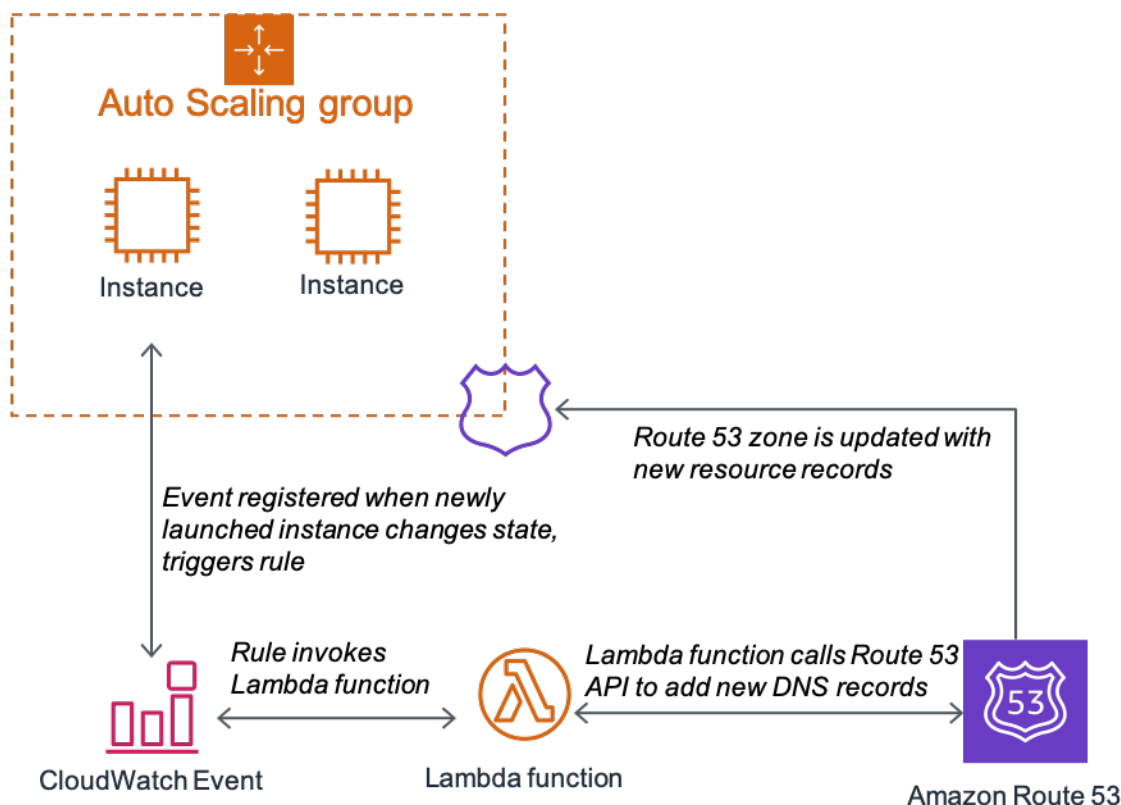 Auto Scaling group
Instance
Instance
Route 53 zone is updated with
new resource records
Event registered when newly
launched instance changes state,
triggers rule
Rule invokes
Lambda function
Lambda function calls Route 53
API to add new DNS records
53
CloudWatch Event
Lambda function
Amazon Route 53